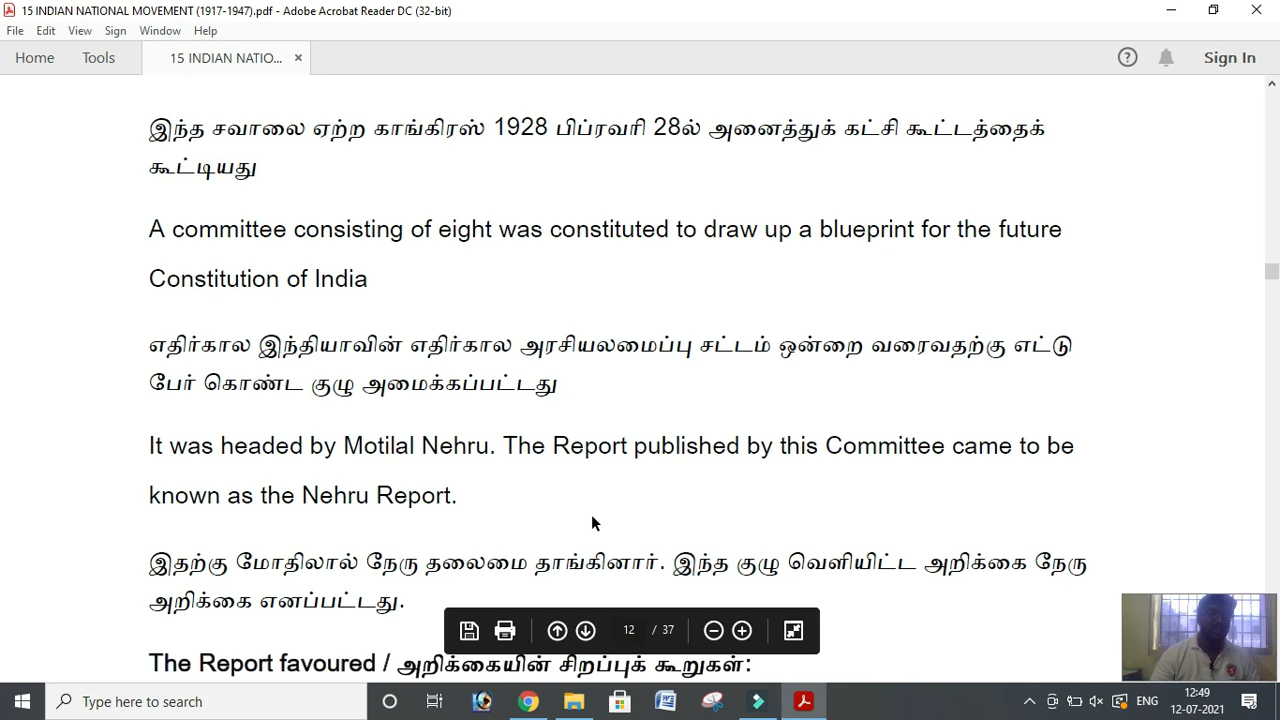 15 INDIAN NATIONAL MOVEMENT (1917-1947).pdf - Adobe Acrobat Reader DC (32-bit)
File Edit View Sign Window Help
Home Tools 15 INDIAN NATIO... × Sign In
இந்த சவாலை ஏற்ற காங்கிரஸ் 1928 பிப்ரவரி 28ல் அனைத்துக் கட்சி கூட்டத்தைக்
கூட்டியது
A committee consisting of eight was constituted to draw up a blueprint for the future
Constitution of India
எதிர்கால இந்தியாவின் எதிர்கால அரசியலமைப்பு சட்டம் ஒன்றை வரைவதற்கு எட்டு
பேர் கொண்ட குழு அமைக்கப்பட்டது
It was headed by Motilal Nehru. The Report published by this Committee came to be
known as the Nehru Report.
இதற்கு மோதிலால் நேரு தலைமை தாங்கினார். இந்த குழு வெளியிட்ட அறிக்கை நேரு
அறிக்கை எனப்பட்டது.
12 / 37
The Report favoured / அறிக்கையின் சிறப்புக் கூறுகள்:
Type here to search
ENG
12:49
12-07-2021